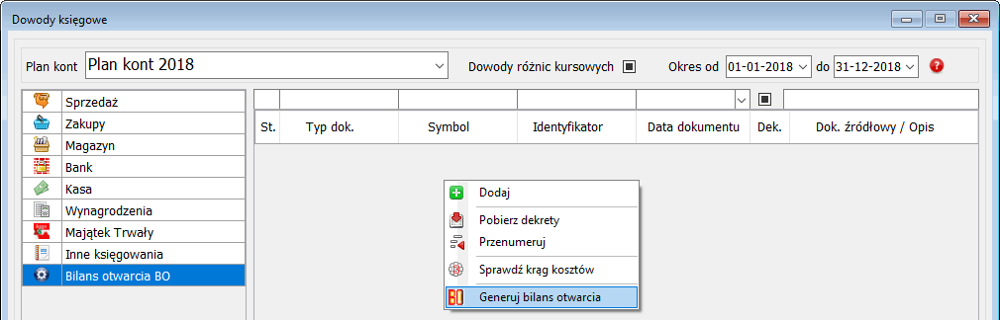 Dowody księgowe
Plan kont Plan kont 2018 Dowody różnic kursowych Okres od 01-01-2018 do 31-12-2018 ?
Sprzedaż
Zakupy
Magazyn
Bank
Kasa
Wynagrodzenia
Majątek Trwały
Inne księgowania
Bilans otwarcia BO
St. Typ dok. Symbol Identyfikator Data dokumentu Dek. Dok. źródłowy / Opis
Dodaj
Pobierz dekrety
Przenumeruj
Sprawdź krąg kosztów
BO Generuj bilans otwarcia